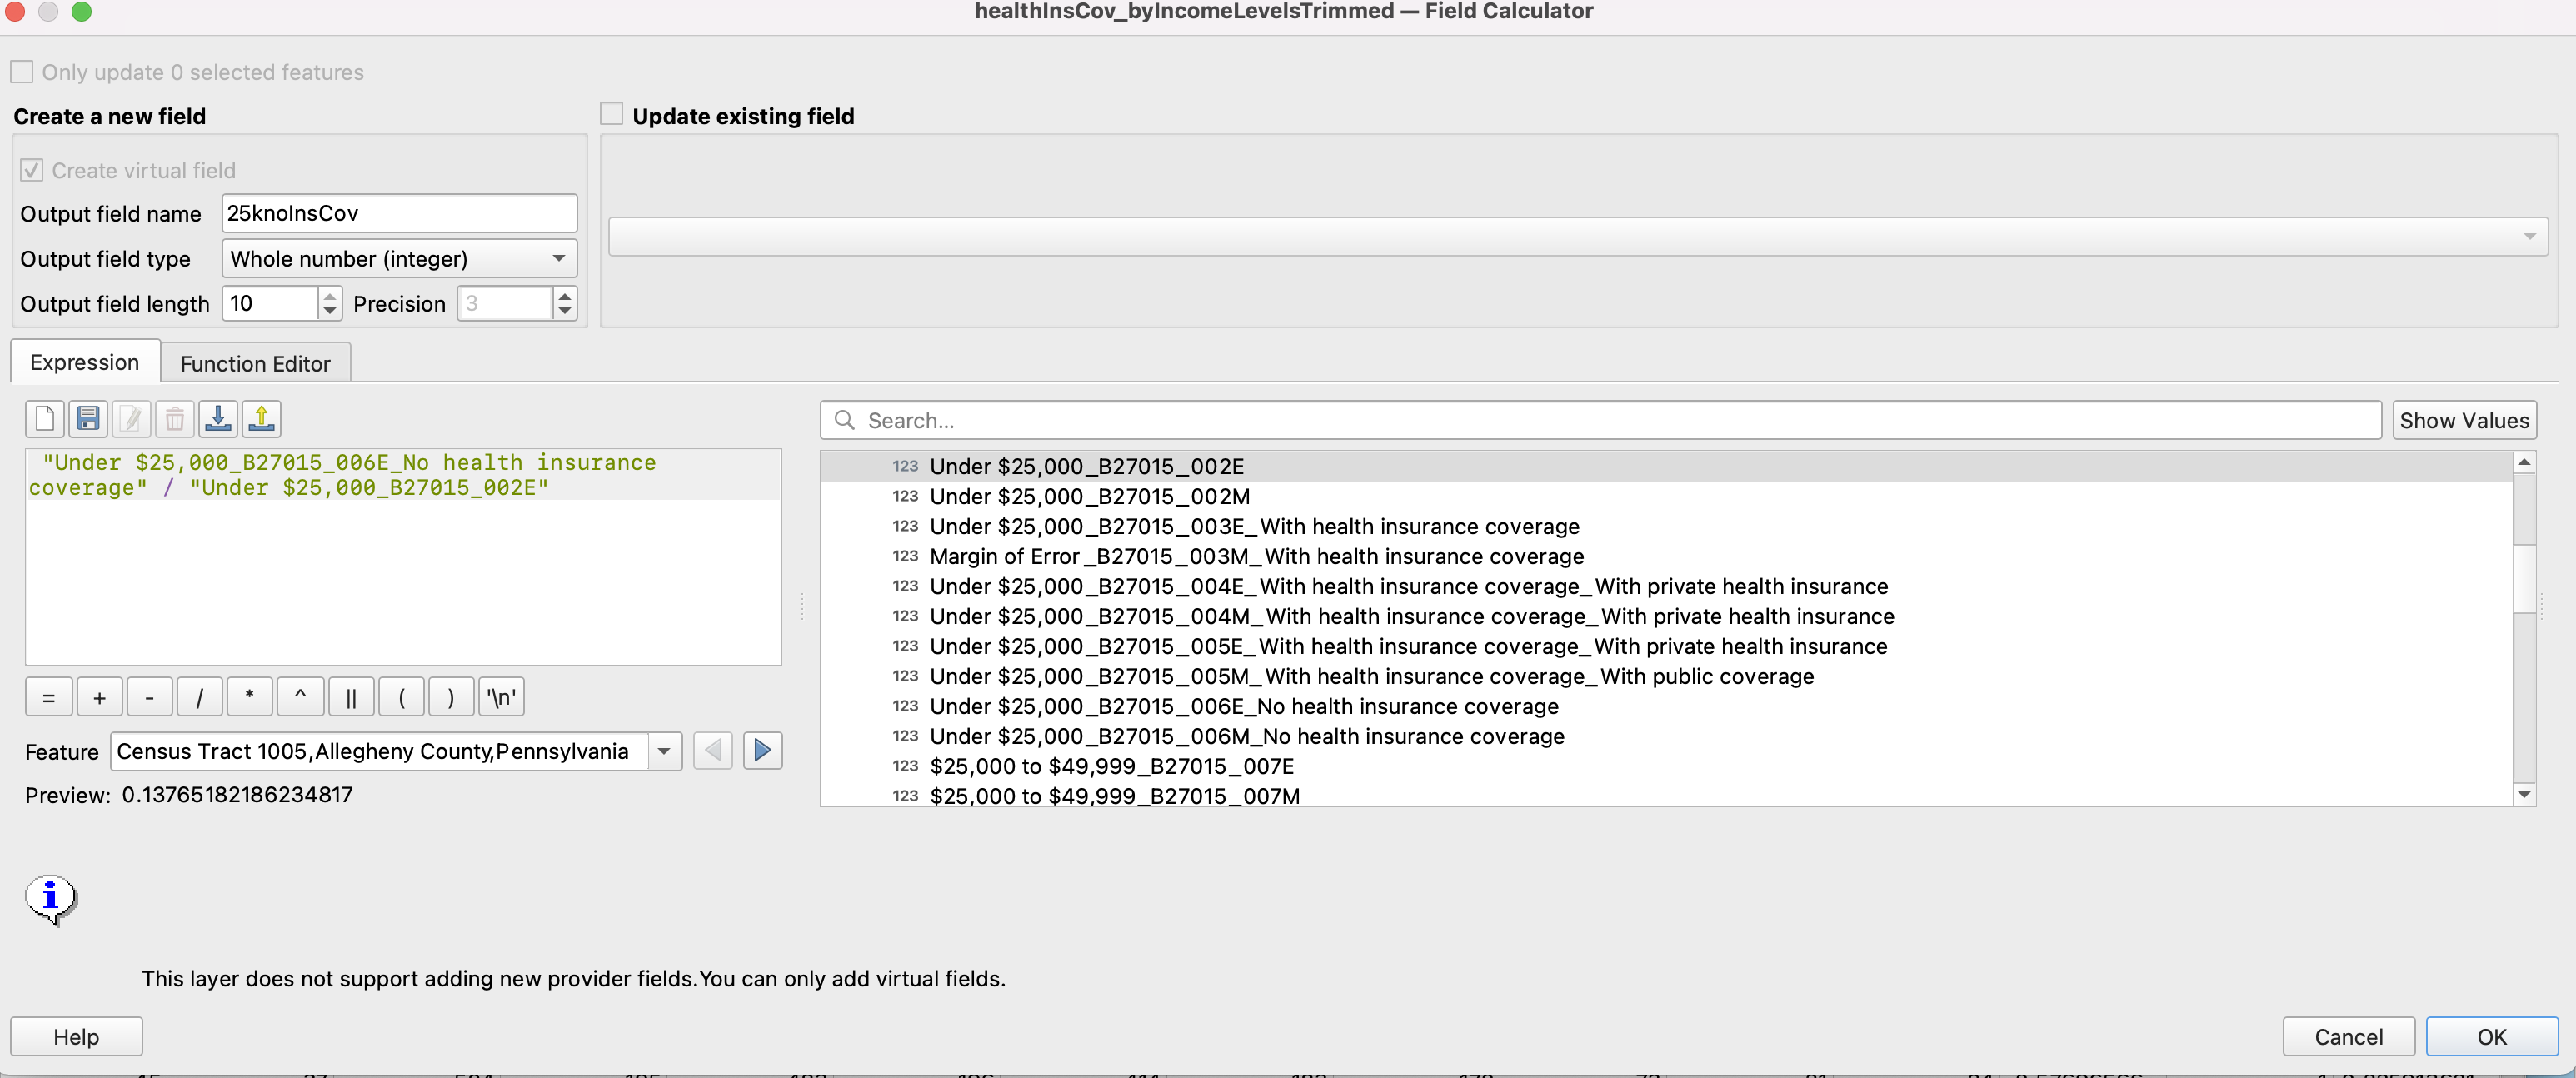 healthInsCov_byIncomeLevelsTrimmed — Field Calculator
Only update 0 selected features
Create a new field
Update existing field
Create virtual field
Output field name 25knoInsCov
Output field type Whole number (integer)
Output field length 10 Precision 3
Expression Function Editor
Search... Show Values
"Under $25,000_B27015_006E_No health insurance
coverage" / "Under $25,000_B27015_002E"
= + - / * ^ || ( ) '\n'
Feature Census Tract 1005,Allegheny County,Pennsylvania
Preview: 0.13765182186234817
123 Under $25,000_B27015_002E
123 Under $25,000_B27015_002M
123 Under $25,000_B27015_003E_With health insurance coverage
123 Margin of Error_B27015_003M_With health insurance coverage
123 Under $25,000_B27015_004E_With health insurance coverage_With private health insurance
123 Under $25,000_B27015_004M_With health insurance coverage_With private health insurance
123 Under $25,000_B27015_005E_With health insurance coverage_With private health insurance
123 Under $25,000_B27015_005M_With health insurance coverage_With public coverage
123 Under $25,000_B27015_006E_No health insurance coverage
123 Under $25,000_B27015_006M_No health insurance coverage
123 $25,000 to $49,999_B27015_007E
123 $25,000 to $49,999_B27015_007M
This layer does not support adding new provider fields.You can only add virtual fields.
Help Cancel OK